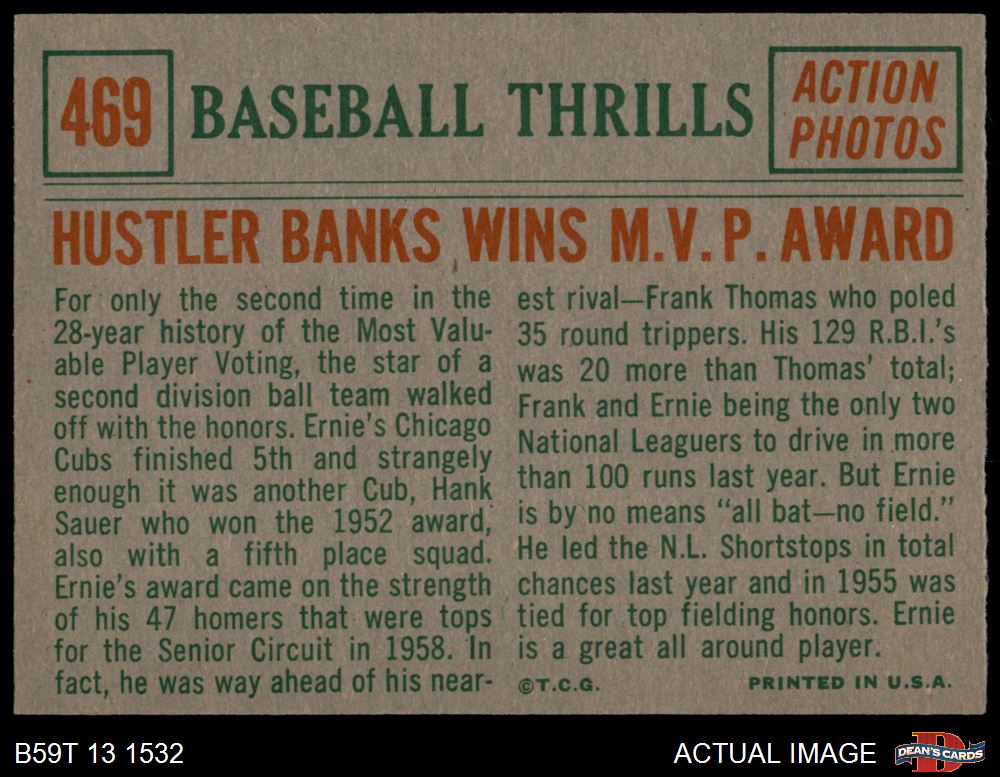 469
BASEBALL THRILLS
ACTION
PHOTOS
HUSTLER BANKS WINS M.V.P. AWARD
For only the second time in the
28-year history of the Most Valu-
able Player Voting, the star of a
second division ball team walked
off with the honors. Ernie's Chicago
Cubs finished 5th and strangely
enough it was another Cub, Hank
Sauer who won the 1952 award,
also with a fifth place squad.
Ernie's award came on the strength
of his 47 homers that were tops
for the Senior Circuit in 1958. In
fact, he was way ahead of his near-
est rival—Frank Thomas who poled
35 round trippers. His 129 R.B.I.'s
was 20 more than Thomas' total;
Frank and Ernie being the only two
National Leaguers to drive in more
than 100 runs last year. But Ernie
is by no means “all bat—no field.”
He led the N.L. Shortstops in total
chances last year and in 1955 was
tied for top fielding honors. Ernie
is a great all around player.
©T.C.G.
PRINTED IN U.S.A.
B59T 13 1532
ACTUAL IMAGE
D
DEAN'S CARDS